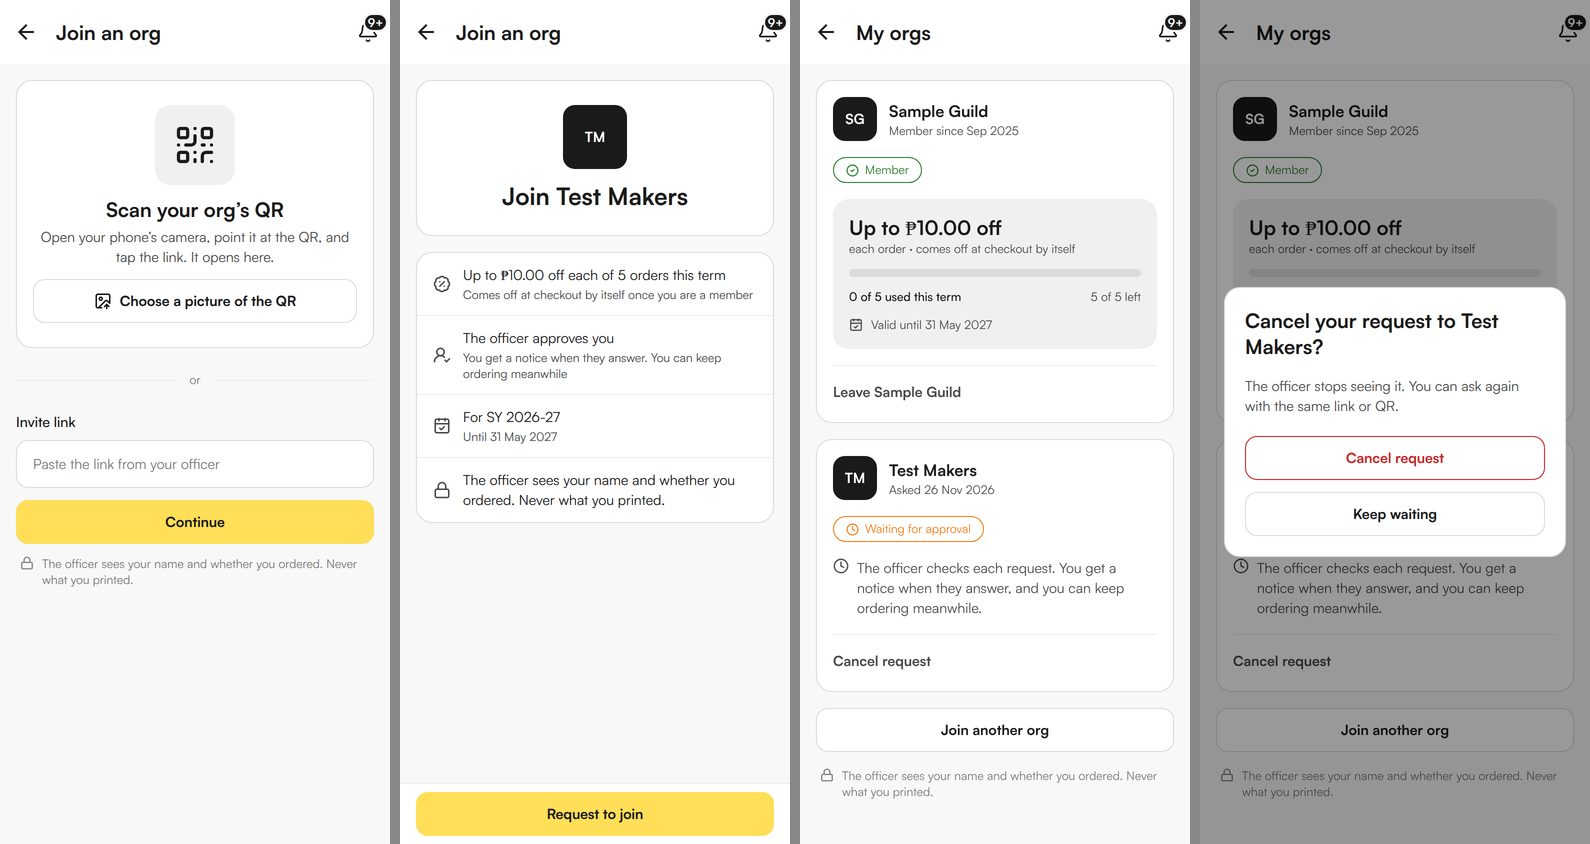 Join an org
9+
Scan your org's QR
Open your phone's camera, point it at the QR, and
tap the link. It opens here.
Choose a picture of the QR
or
Invite link
Paste the link from your officer
Continue
The officer sees your name and whether you ordered. Never
what you printed.
Join an org
9+
TM
Join Test Makers
Up to ₱10.00 off each of 5 orders this term
Comes off at checkout by itself once you are a member
The officer approves you
You get a notice when they answer. You can keep
ordering meanwhile
For SY 2026-27
Until 31 May 2027
The officer sees your name and whether you
ordered. Never what you printed.
Request to join
My orgs
9+
SG
Sample Guild
Member since Sep 2025
Member
Up to ₱10.00 off
each order · comes off at checkout by itself
0 of 5 used this term
5 of 5 left
Valid until 31 May 2027
Leave Sample Guild
TM
Test Makers
Asked 26 Nov 2026
Waiting for approval
The officer checks each request. You get a
notice when they answer, and you can keep
ordering meanwhile.
Cancel request
Join another org
The officer sees your name and whether you ordered. Never
what you printed.
My orgs
9+
SG
Sample Guild
Member since Sep 2025
Member
Up to ₱10.00 off
each order · comes off at checkout by itself
Cancel your request to Test
Makers?
The officer stops seeing it. You can ask again
with the same link or QR.
Cancel request
Keep waiting
The officer checks each request. You get a
notice when they answer, and you can keep
ordering meanwhile.
Cancel request
Join another org
The officer sees your name and whether you ordered. Never
what you printed.